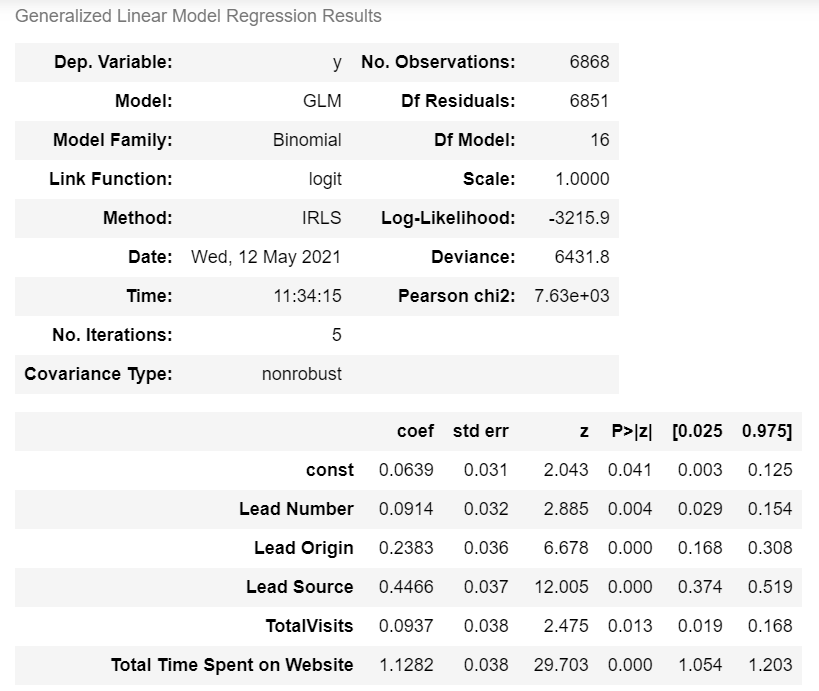 Generalized Linear Model Regression Results
Dep. Variable: y No. Observations: 6868
Model: GLM Df Residuals: 6851
Model Family: Binomial Df Model: 16
Link Function: logit Scale: 1.0000
Method: IRLS Log-Likelihood: -3215.9
Date: Wed, 12 May 2021 Deviance: 6431.8
Time: 11:34:15 Pearson chi2: 7.63e+03
No. Iterations: 5
Covariance Type: nonrobust
coef std err z P>|z| [0.025 0.975]
const 0.0639 0.031 2.043 0.041 0.003 0.125
Lead Number 0.0914 0.032 2.885 0.004 0.029 0.154
Lead Origin 0.2383 0.036 6.678 0.000 0.168 0.308
Lead Source 0.4466 0.037 12.005 0.000 0.374 0.519
TotalVisits 0.0937 0.038 2.475 0.013 0.019 0.168
Total Time Spent on Website 1.1282 0.038 29.703 0.000 1.054 1.203